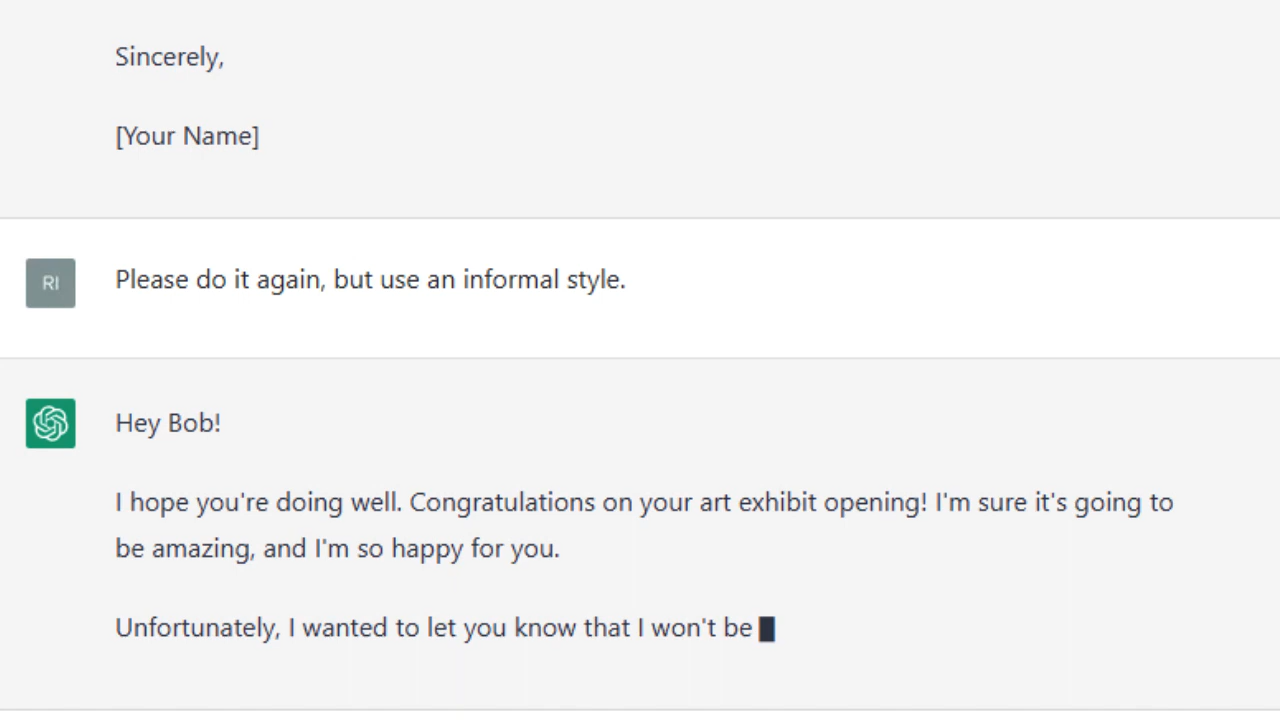 Sincerely,
[Your Name]
RI
Please do it again, but use an informal style.
Hey Bob!
I hope you're doing well. Congratulations on your art exhibit opening! I'm sure it's going to
be amazing, and I'm so happy for you.
Unfortunately, I wanted to let you know that I won't be